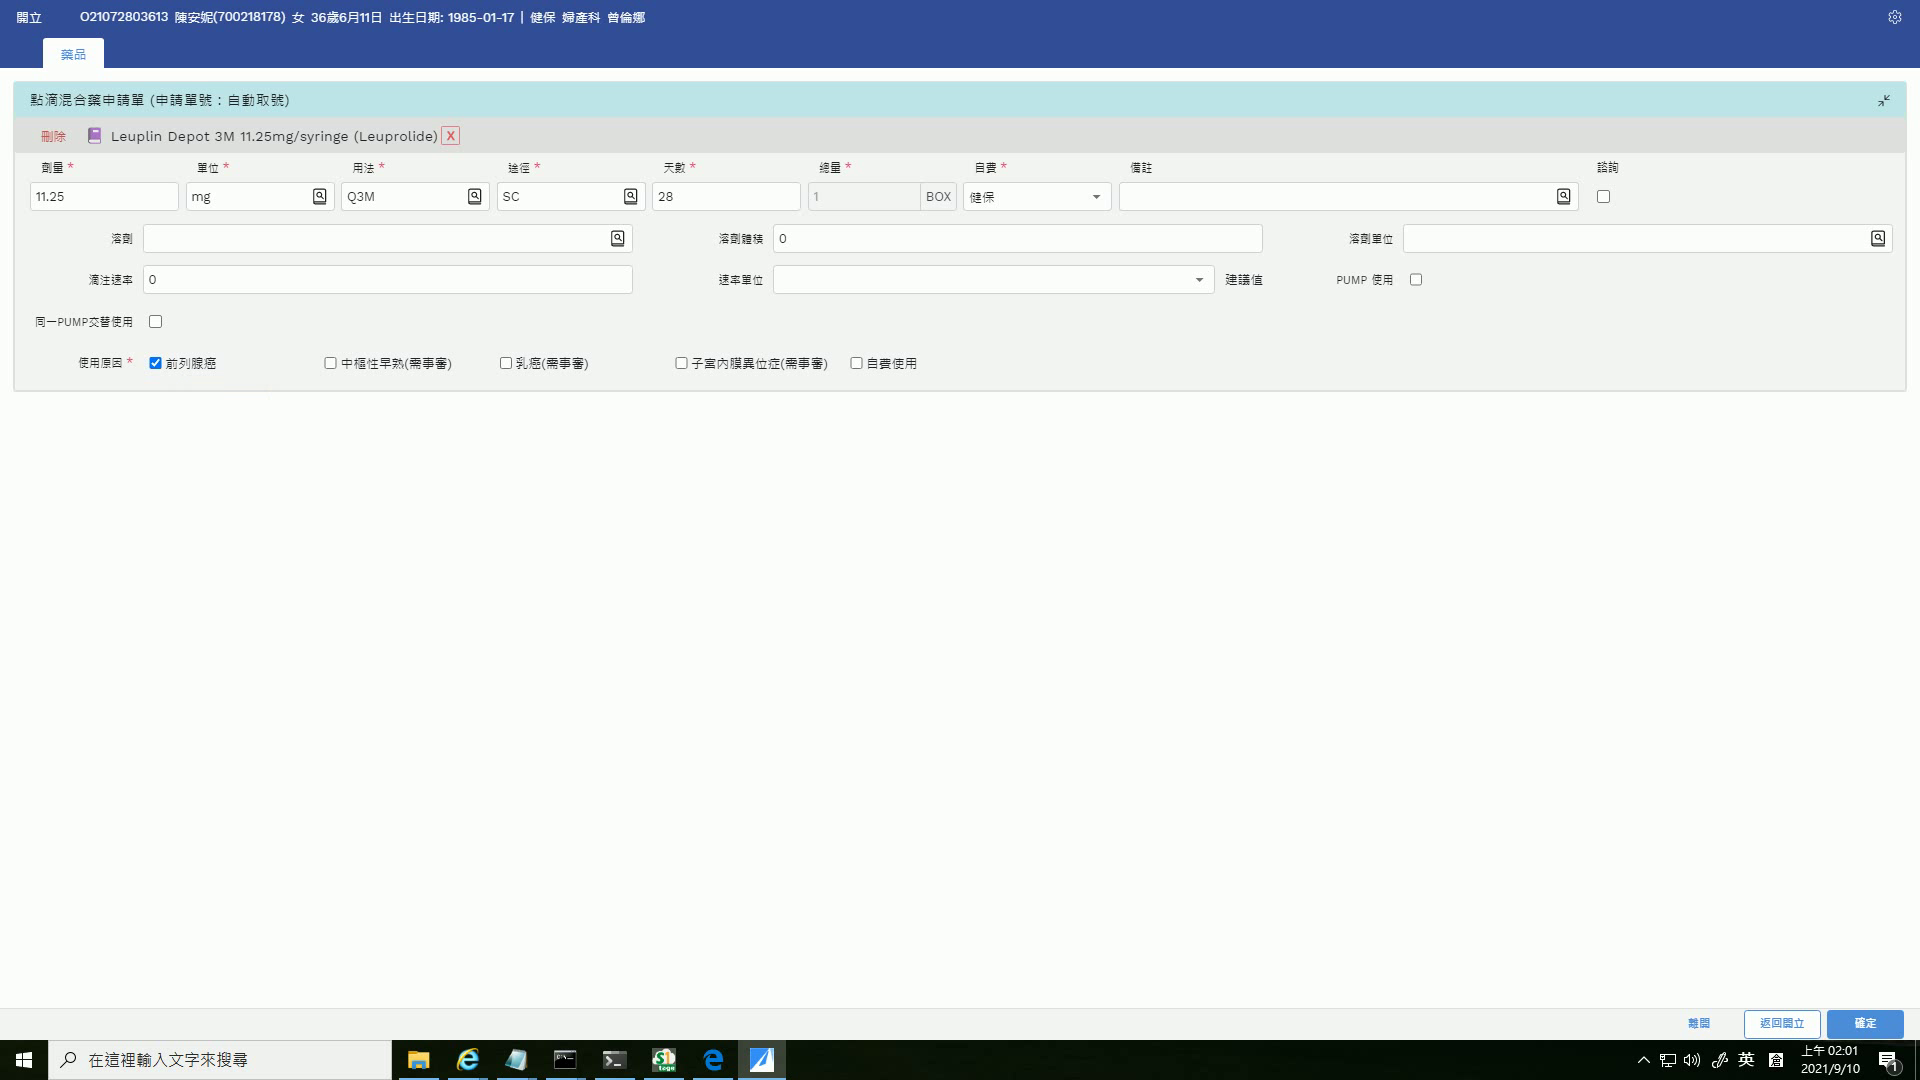 開立 O21072803613 陳安妮(700218178) 女 36歲6月11日 出生日期: 1985-01-17 | 健保 婦產科 曾倫娜
藥品
點滴混合藥申請單 (申請單號：自動取號)
刪除 Leuplin Depot 3M 11.25mg/syringe (Leuprolide) X
劑量 * 單位 * 用法 * 途徑 * 天數 * 總量 * 自費 * 備註 諮詢
11.25 mg Q3M SC 28 1 BOX 健保
溶劑 溶劑體積 0 溶劑單位
滴注速率 0 速率單位 建議值 PUMP 使用
同一PUMP交替使用
使用原因 * 前列腺癌 中樞性早熟(需事審) 乳癌(需事審) 子宮內膜異位症(需事審) 自費使用
離開 返回開立 確定
在這裡輸入文字來搜尋
英
上午 02:01
2021/9/10
1